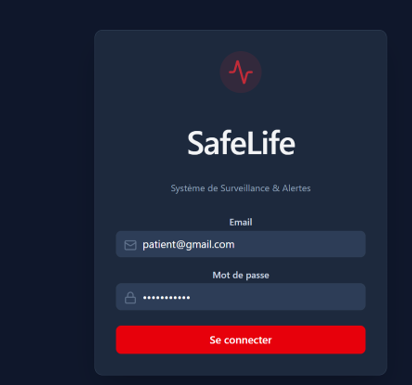 SafeLife
Système de Surveillance & Alertes
Email
patient@gmail.com
Mot de passe
•••••••••••
Se connecter